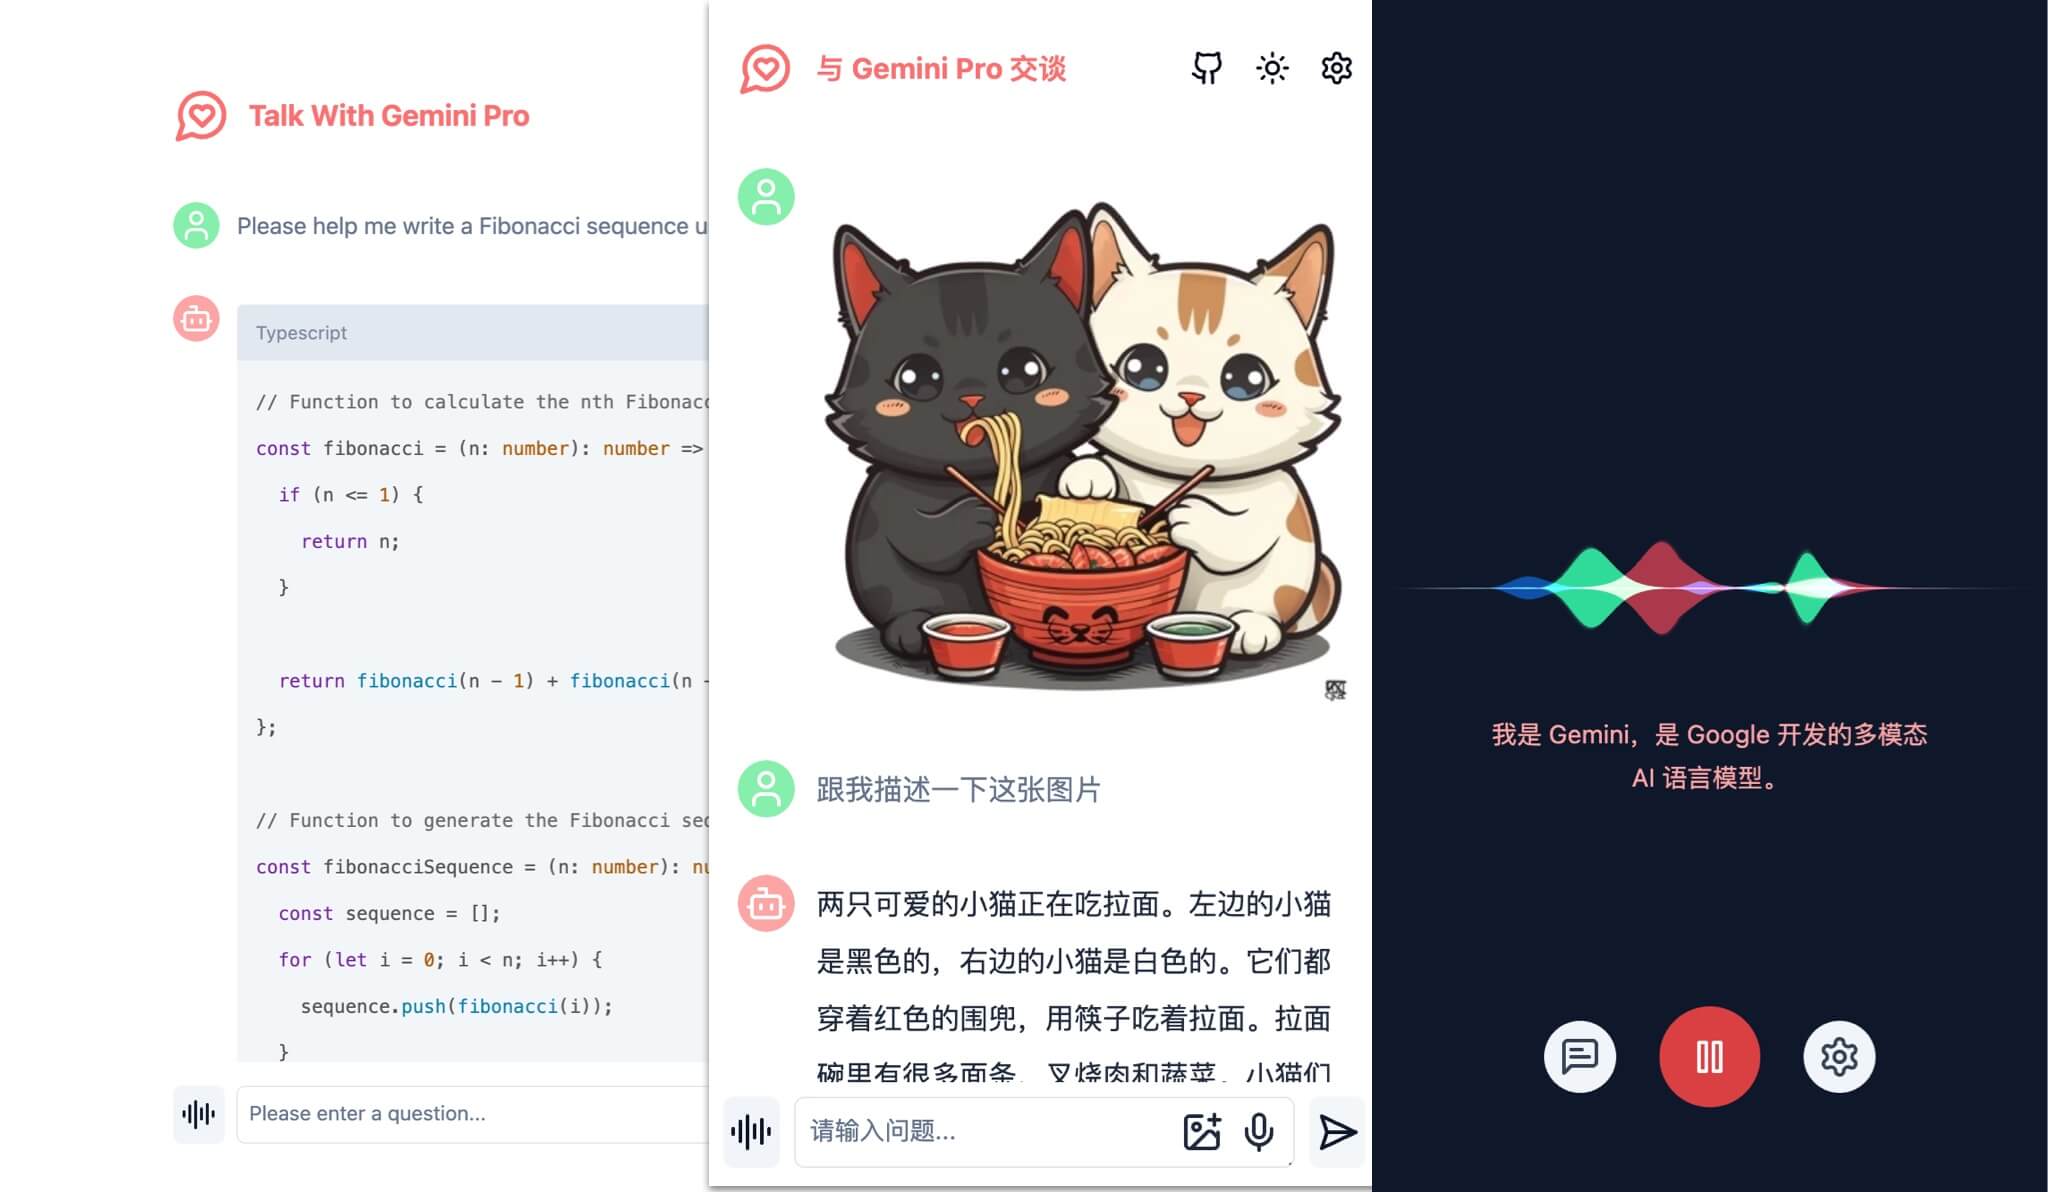 Talk With Gemini Pro
Please help me write a Fibonacci sequence u
Typescript
// Function to calculate the nth Fibonacc
const fibonacci = (n: number): number =>
if (n <= 1) {
return n;
}
return fibonacci(n - 1) + fibonacci(n -
};
// Function to generate the Fibonacci seq
const fibonacciSequence = (n: number): nu
const sequence = [];
for (let i = 0; i < n; i++) {
sequence.push(fibonacci(i));
}
Please enter a question...
与 Gemini Pro 交谈
跟我描述一下这张图片
两只可爱的小猫正在吃拉面。左边的小猫
是黑色的，右边的小猫是白色的。它们都
穿着红色的围兜，用筷子吃着拉面。拉面
碗里有很多面条、叉烧肉和蔬菜。小猫们
请输入问题...
我是 Gemini，是 Google 开发的多模态
AI 语言模型。